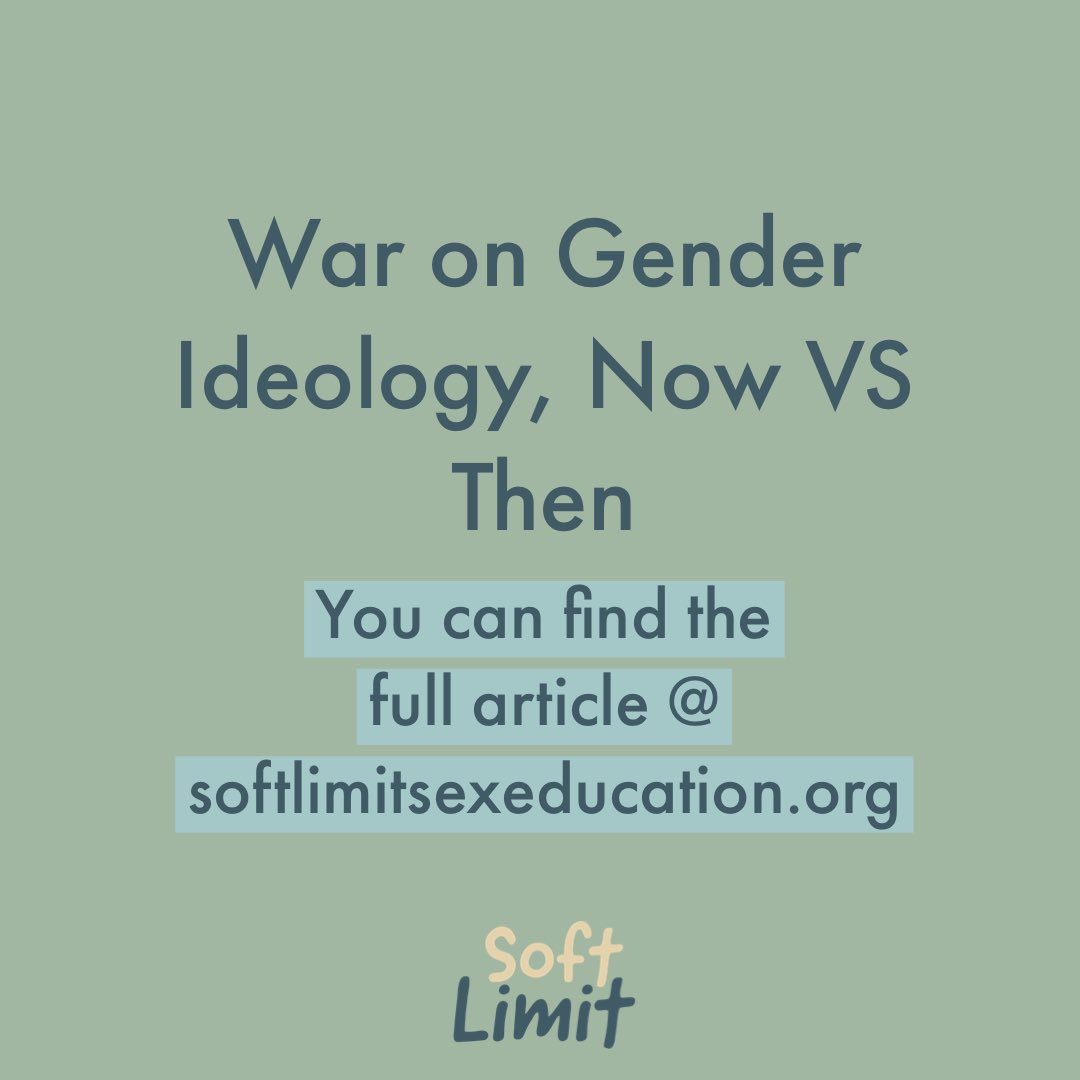 War on Gender
Ideology, Now VS
Then
You can find the
full article @
softlimitsexeducation.org
Soft
Limit